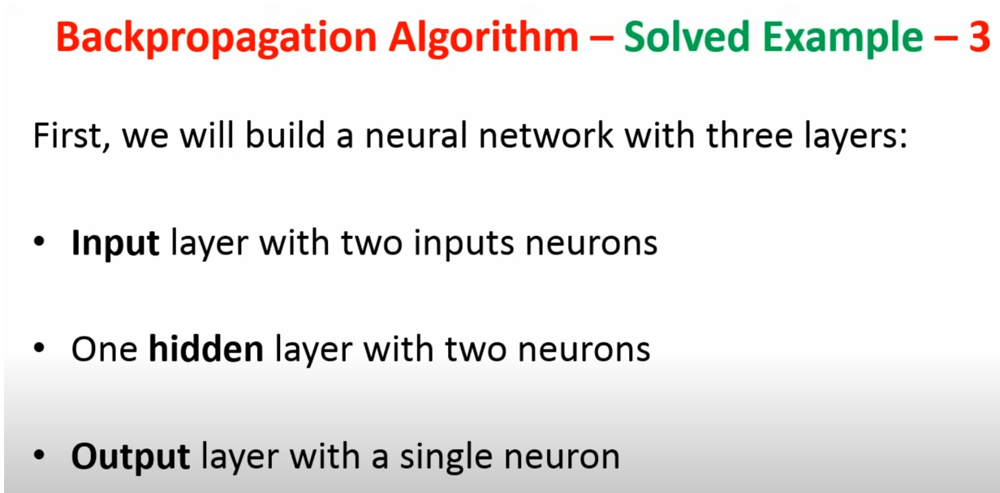 Backpropagation Algorithm – Solved Example – 3
First, we will build a neural network with three layers:
• Input layer with two inputs neurons
• One hidden layer with two neurons
• Output layer with a single neuron